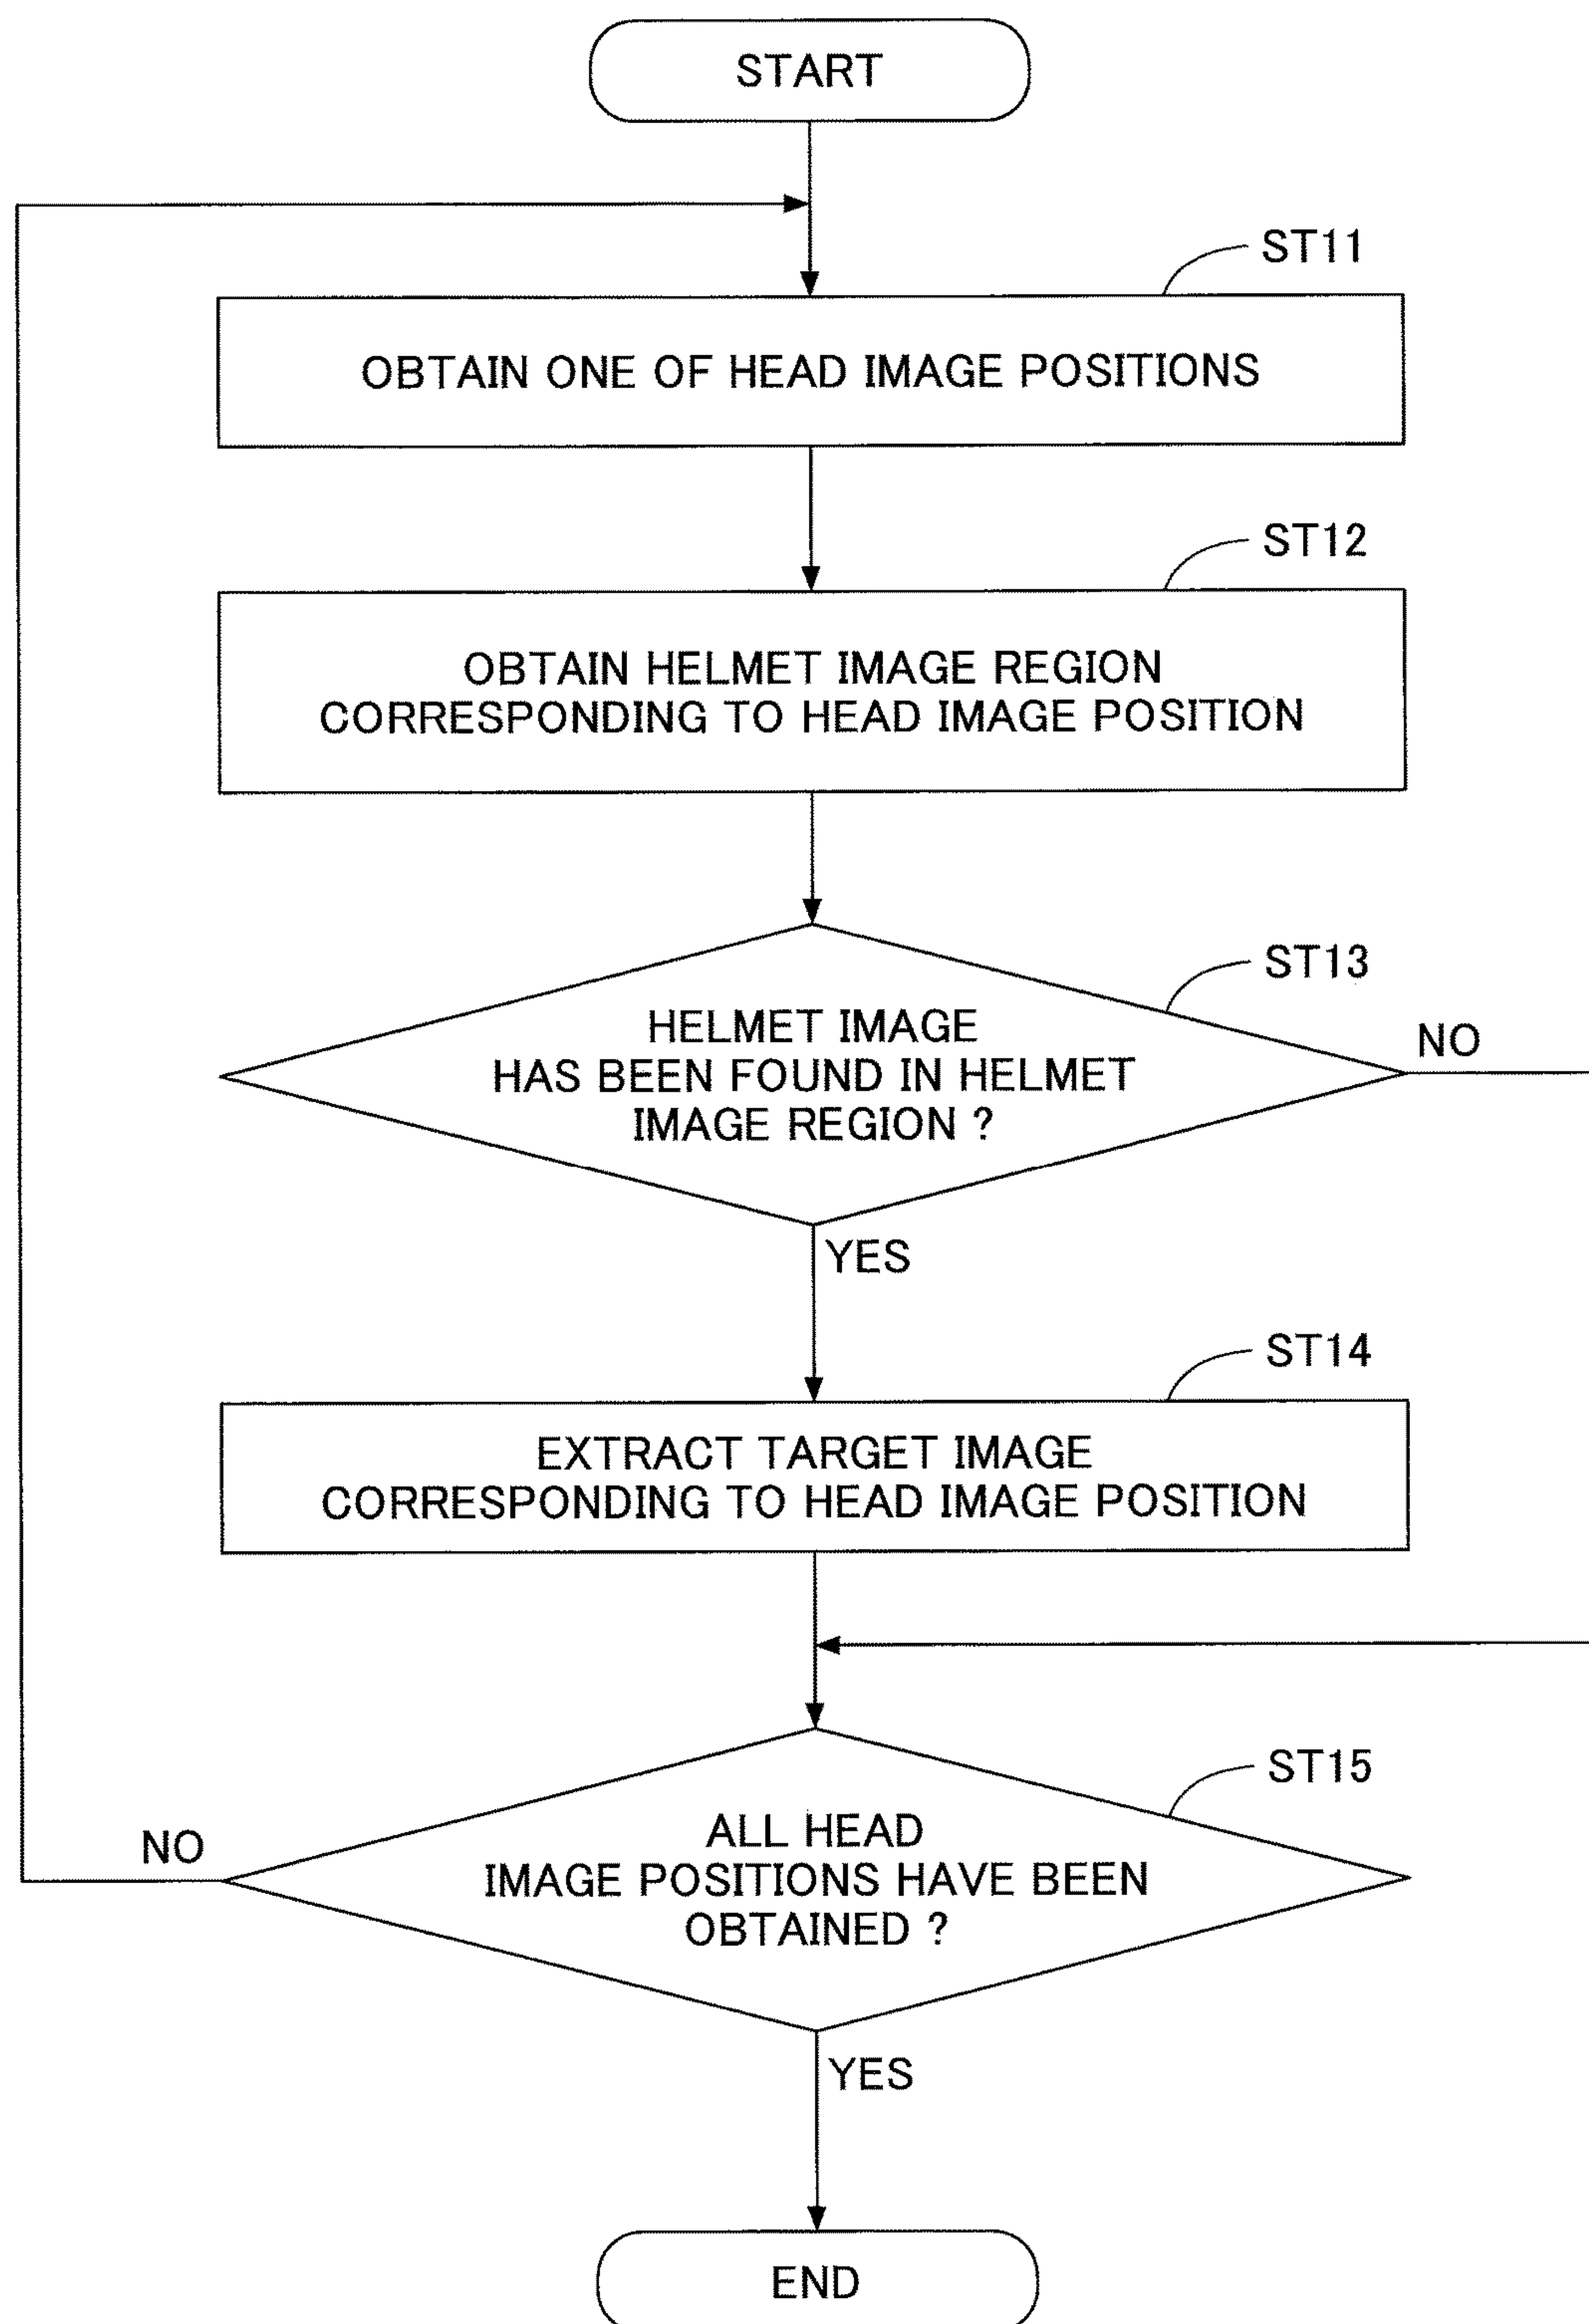 START
ST11
OBTAIN ONE OF HEAD IMAGE POSITIONS
ST12
OBTAIN HELMET IMAGE REGION
CORRESPONDING TO HEAD IMAGE POSITION
ST13
HELMET IMAGE
HAS BEEN FOUND IN HELMET
IMAGE REGION ?
NO
YES
ST14
EXTRACT TARGET IMAGE
CORRESPONDING TO HEAD IMAGE POSITION
ST15
ALL HEAD
IMAGE POSITIONS HAVE BEEN
OBTAINED ?
NO
YES
END